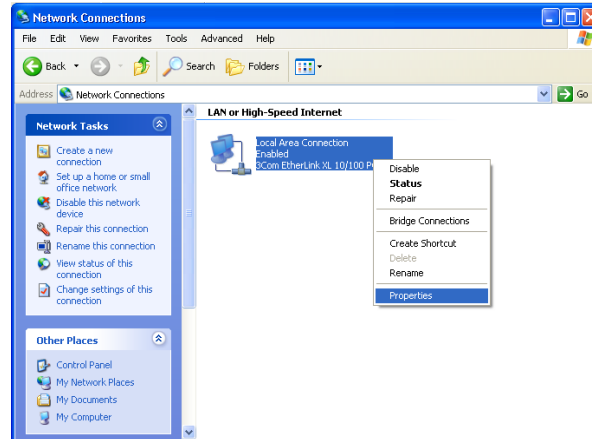 Network Connections
File Edit View Favorites Tools Advanced Help
Back Search Folders
Address Network Connections Go
Network Tasks
Create a new
connection
Set up a home or small
office network
Disable this network
device
Repair this connection
Rename this connection
View status of this
connection
Change settings of this
connection
Other Places
Control Panel
My Network Places
My Documents
My Computer
LAN or High-Speed Internet
Local Area Connection
Enabled
3Com EtherLink XL 10/100
Disable
Status
Repair
Bridge Connections
Create Shortcut
Delete
Rename
Properties